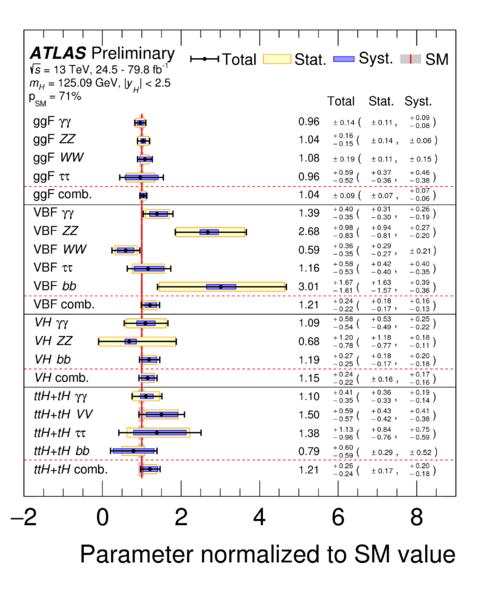 ATLAS Preliminary
√s = 13 TeV, 24.5 - 79.8 fb⁻¹
m_H = 125.09 GeV, |y_H| < 2.5
p_SM = 71%
Total Stat. Syst. SM
Total Stat. Syst.
ggF γγ 0.96 ± 0.14 ( ± 0.11 , +0.09 −0.08 )
ggF ZZ 1.04 +0.16 −0.15 ( ± 0.14 , ± 0.06 )
ggF WW 1.08 ± 0.19 ( ± 0.11 , ± 0.15 )
ggF ττ 0.96 +0.59 −0.52 ( +0.37 −0.36 , +0.46 −0.38 )
ggF comb. 1.04 ± 0.09 ( ± 0.07 , +0.07 −0.06 )
VBF γγ 1.39 +0.40 −0.35 ( +0.31 −0.30 , +0.26 −0.19 )
VBF ZZ 2.68 +0.98 −0.83 ( +0.94 −0.81 , +0.27 −0.20 )
VBF WW 0.59 +0.36 −0.35 ( +0.29 −0.27 , ± 0.21 )
VBF ττ 1.16 +0.58 −0.53 ( +0.42 −0.40 , +0.40 −0.35 )
VBF bb 3.01 +1.67 −1.61 ( +1.63 −1.57 , +0.39 −0.36 )
VBF comb. 1.21 +0.24 −0.22 ( +0.18 −0.17 , +0.16 −0.13 )
VH γγ 1.09 +0.58 −0.54 ( +0.53 −0.49 , +0.25 −0.22 )
VH ZZ 0.68 +1.20 −0.78 ( +1.18 −0.77 , +0.18 −0.11 )
VH bb 1.19 +0.27 −0.25 ( +0.18 −0.17 , +0.20 −0.18 )
VH comb. 1.15 +0.24 −0.22 ( ± 0.16 , +0.17 −0.16 )
ttH+tH γγ 1.10 +0.41 −0.35 ( +0.36 −0.33 , +0.19 −0.14 )
ttH+tH VV 1.50 +0.59 −0.57 ( +0.43 −0.42 , +0.41 −0.38 )
ttH+tH ττ 1.38 +1.13 −0.96 ( +0.84 −0.76 , +0.75 −0.59 )
ttH+tH bb 0.79 +0.60 −0.59 ( ± 0.29 , ± 0.52 )
ttH+tH comb. 1.21 +0.26 −0.24 ( ± 0.17 , +0.20 −0.18 )
−2 0 2 4 6 8
Parameter normalized to SM value